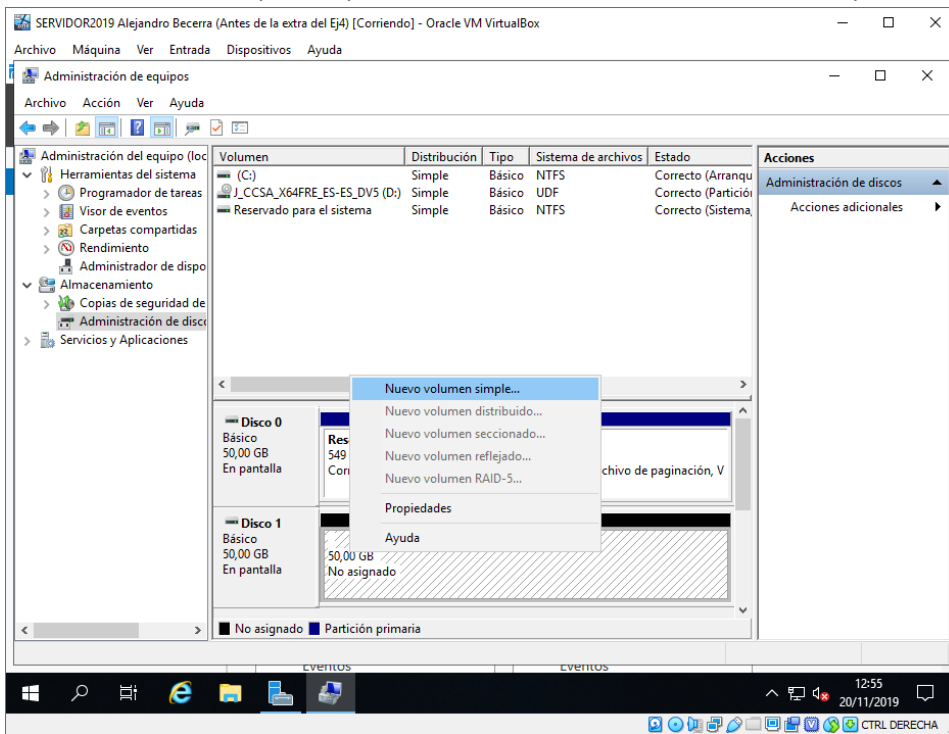 SERVIDOR2019 Alejandro Becerra (Antes de la extra del Ej4) [Corriendo] - Oracle VM VirtualBox
Archivo Máquina Ver Entrada Dispositivos Ayuda
Administración de equipos
Archivo Acción Ver Ayuda
Administración del equipo (loc
Herramientas del sistema
Programador de tareas
Visor de eventos
Carpetas compartidas
Rendimiento
Administrador de dispo
Almacenamiento
Copias de seguridad de
Administración de disco
Servicios y Aplicaciones
Volumen Distribución Tipo Sistema de archivos Estado
(C:) Simple Básico NTFS Correcto (Arranqu
J_CCSA_X64FRE_ES-ES_DV5 (D:) Simple Básico UDF Correcto (Partición
Reservado para el sistema Simple Básico NTFS Correcto (Sistema,
Acciones
Administración de discos
Acciones adicionales
Nuevo volumen simple...
Nuevo volumen distribuido...
Nuevo volumen seccionado...
Nuevo volumen reflejado...
Nuevo volumen RAID-5...
Propiedades
Ayuda
Disco 0
Básico
50,00 GB
En pantalla
Res
549
Corr
chivo de paginación, V
Disco 1
Básico
50,00 GB
En pantalla
50,00 GB
No asignado
No asignado Partición primaria
Eventos Eventos
12:55
20/11/2019
CTRL DERECHA